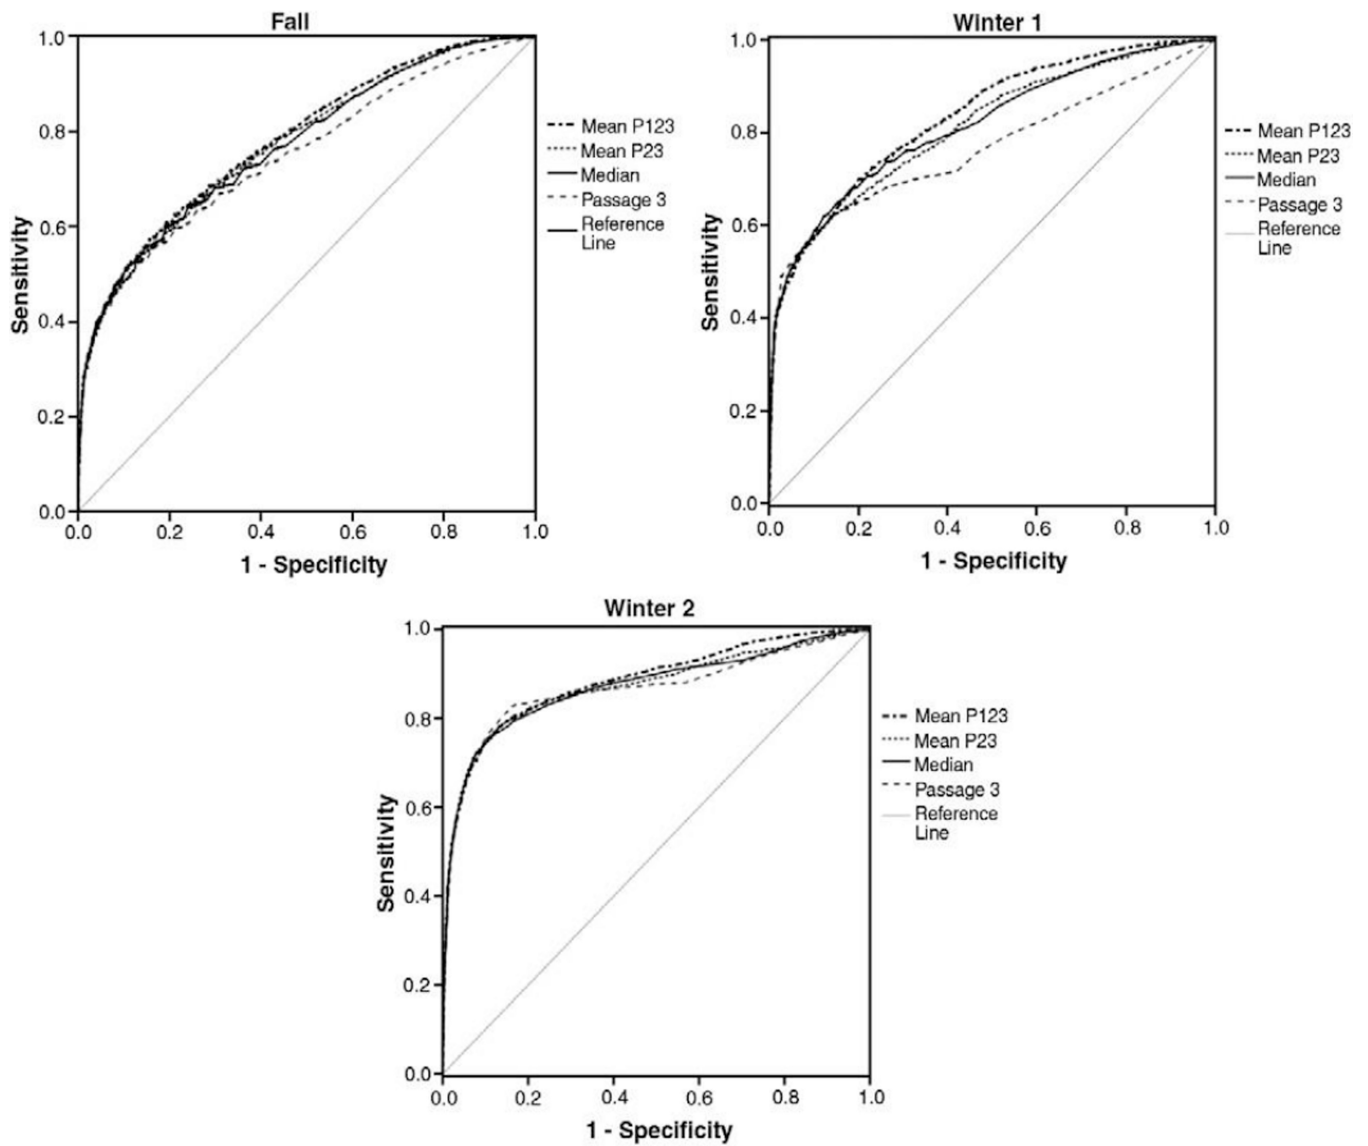 Fall
1.0
0.8
0.6
0.4
0.2
0.0
Sensitivity
0.0 0.2 0.4 0.6 0.8 1.0
1 - Specificity
Mean P123
Mean P23
Median
Passage 3
Reference
Line
Winter 1
1.0
0.8
0.6
0.4
0.2
0.0
Sensitivity
0.0 0.2 0.4 0.6 0.8 1.0
1 - Specificity
Mean P123
Mean P23
Median
Passage 3
Reference
Line
Winter 2
1.0
0.8
0.6
0.4
0.2
0.0
Sensitivity
0.0 0.2 0.4 0.6 0.8 1.0
1 - Specificity
Mean P123
Mean P23
Median
Passage 3
Reference
Line